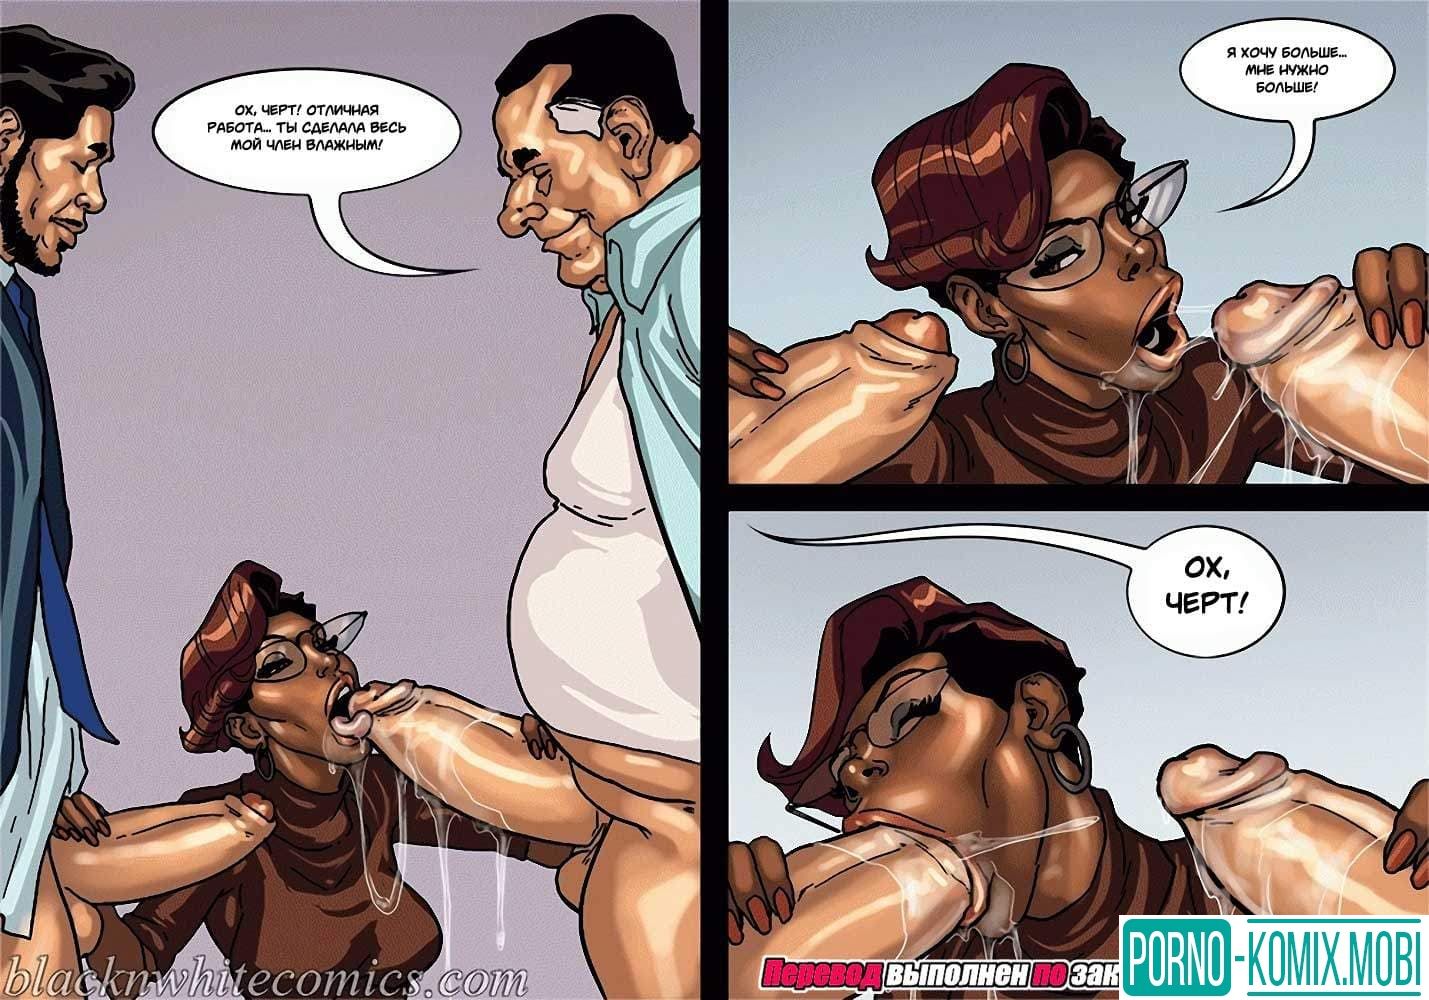 ОХ, ЧЕРТ! ОТЛИЧНАЯ
РАБОТА... ТЫ СДЕЛАЛА ВЕСЬ
МОЙ ЧЛЕН ВЛАЖНЫМ!
Я ХОЧУ БОЛЬШЕ...
МНЕ НУЖНО
БОЛЬШЕ!
ОХ,
ЧЕРТ!
blacknwhitecomics.com
Перевод выполнен по зак
PORNO-KOMIX.MOBI